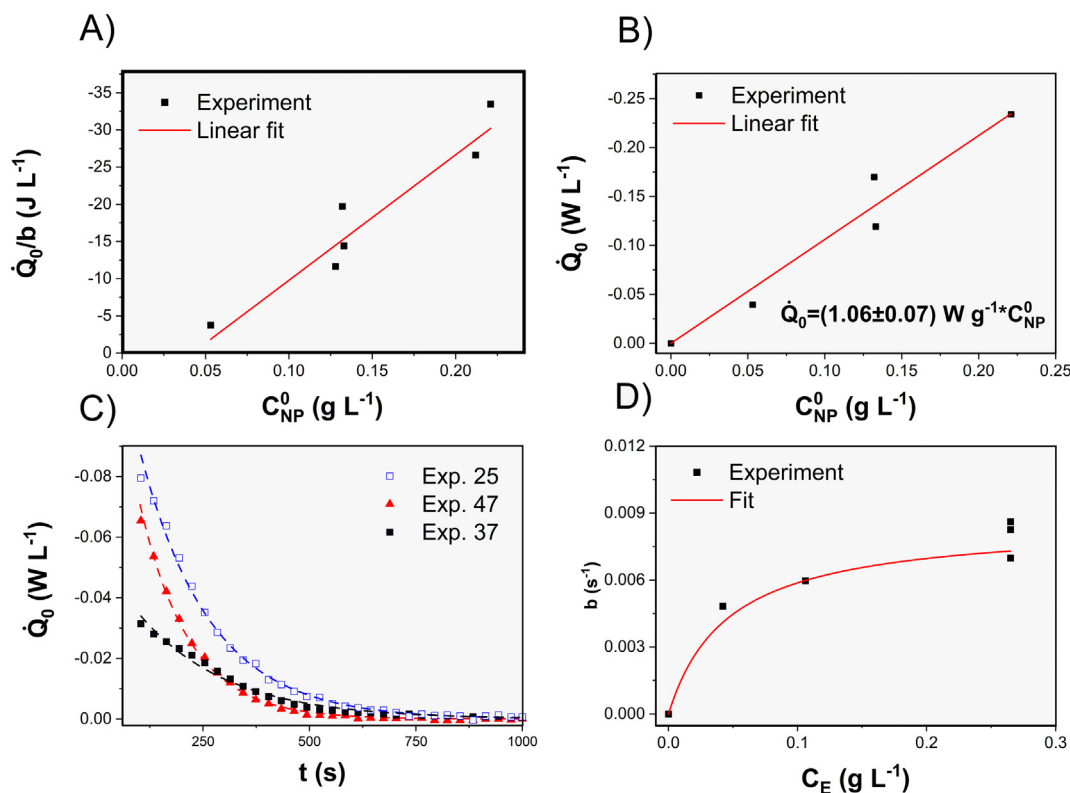 A)
Q̇₀/b (J L⁻¹)
-35
-30
-25
-20
-15
-10
-5
0
Experiment
Linear fit
0.00 0.05 0.10 0.15 0.20
C⁰NP (g L⁻¹)
B)
Q̇₀ (W L⁻¹)
-0.25
-0.20
-0.15
-0.10
-0.05
0.00
Experiment
Linear fit
Q̇₀=(1.06±0.07) W g⁻¹*C⁰NP
0.00 0.05 0.10 0.15 0.20 0.25
C⁰NP (g L⁻¹)
C)
Q̇₀ (W L⁻¹)
-0.08
-0.06
-0.04
-0.02
0.00
Exp. 25
Exp. 47
Exp. 37
250 500 750 1000
t (s)
D)
b (s⁻¹)
0.012
0.009
0.006
0.003
0.000
Experiment
Fit
0.0 0.1 0.2 0.3
CE (g L⁻¹)